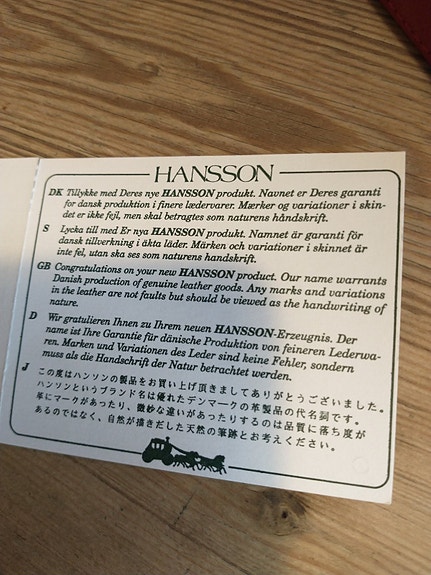 HANSSON
DK Tillykke med Deres nye HANSSON produkt. Navnet er Deres garanti
for dansk produktion i finere lædervarer. Mærker og variationer i skin-
det er ikke fejl, men skal betragtes som naturens håndskrift.
S Lycka till med Er nya HANSSON produkt. Namnet är garanti för
dansk tillverkning i äkta läder. Märken och variationer i skinnet är
inte fel, utan ska ses som naturens handskrift.
GB Congratulations on your new HANSSON product. Our name warrants
Danish production of genuine leather goods. Any marks and variations
in the leather are not faults but should be viewed as the handwriting of
nature.
D Wir gratulieren Ihnen zu Ihrem neuen HANSSON-Erzeugnis. Der
name ist Ihre Garantie für dänische Produktion von feineren Lederwa-
ren. Marken und Variationen des Leder sind keine Fehler, sondern
muss als die Handschrift der Natur betrachtet werden.
J この度はハンソンの製品をお買い上げ頂きましてありがとうございました。
ハンソンというブランド名は優れたデンマークの革製品の代名詞です。
革にマークがあったり、微妙な違いがあったりするのは品質に落ち度が
あるのではなく、自然が描きだした天然の筆跡とお考えください。